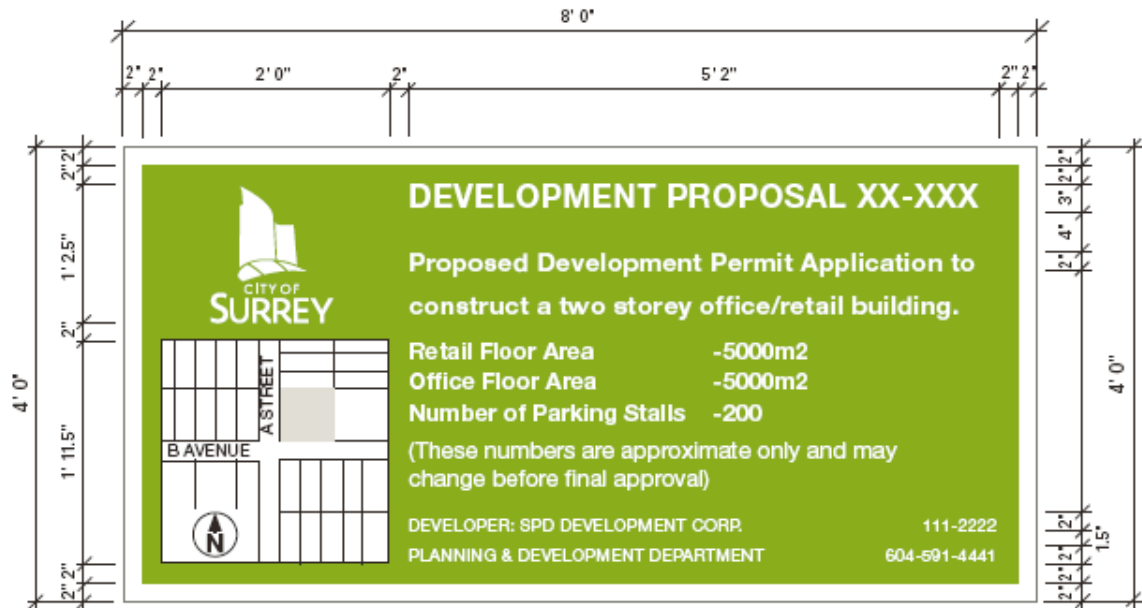 8' 0"
2" 2" 2' 0" 2" 5' 2" 2" 2"
4' 0"
2" 2'
1' 2.5"
2"
1' 11.5"
2" 2"
DEVELOPMENT PROPOSAL XX-XXX
Proposed Development Permit Application to
construct a two storey office/retail building.
Retail Floor Area -5000m2
Office Floor Area -5000m2
Number of Parking Stalls -200
(These numbers are approximate only and may
change before final approval)
DEVELOPER: SPD DEVELOPMENT CORP. 111-2222
PLANNING & DEVELOPMENT DEPARTMENT 604-591-4441
CITY OF
SURREY
A STREET
B AVENUE
N
2" 2"
3"
4"
2"
2"
1.5"
2"
2" 2"
4' 0"